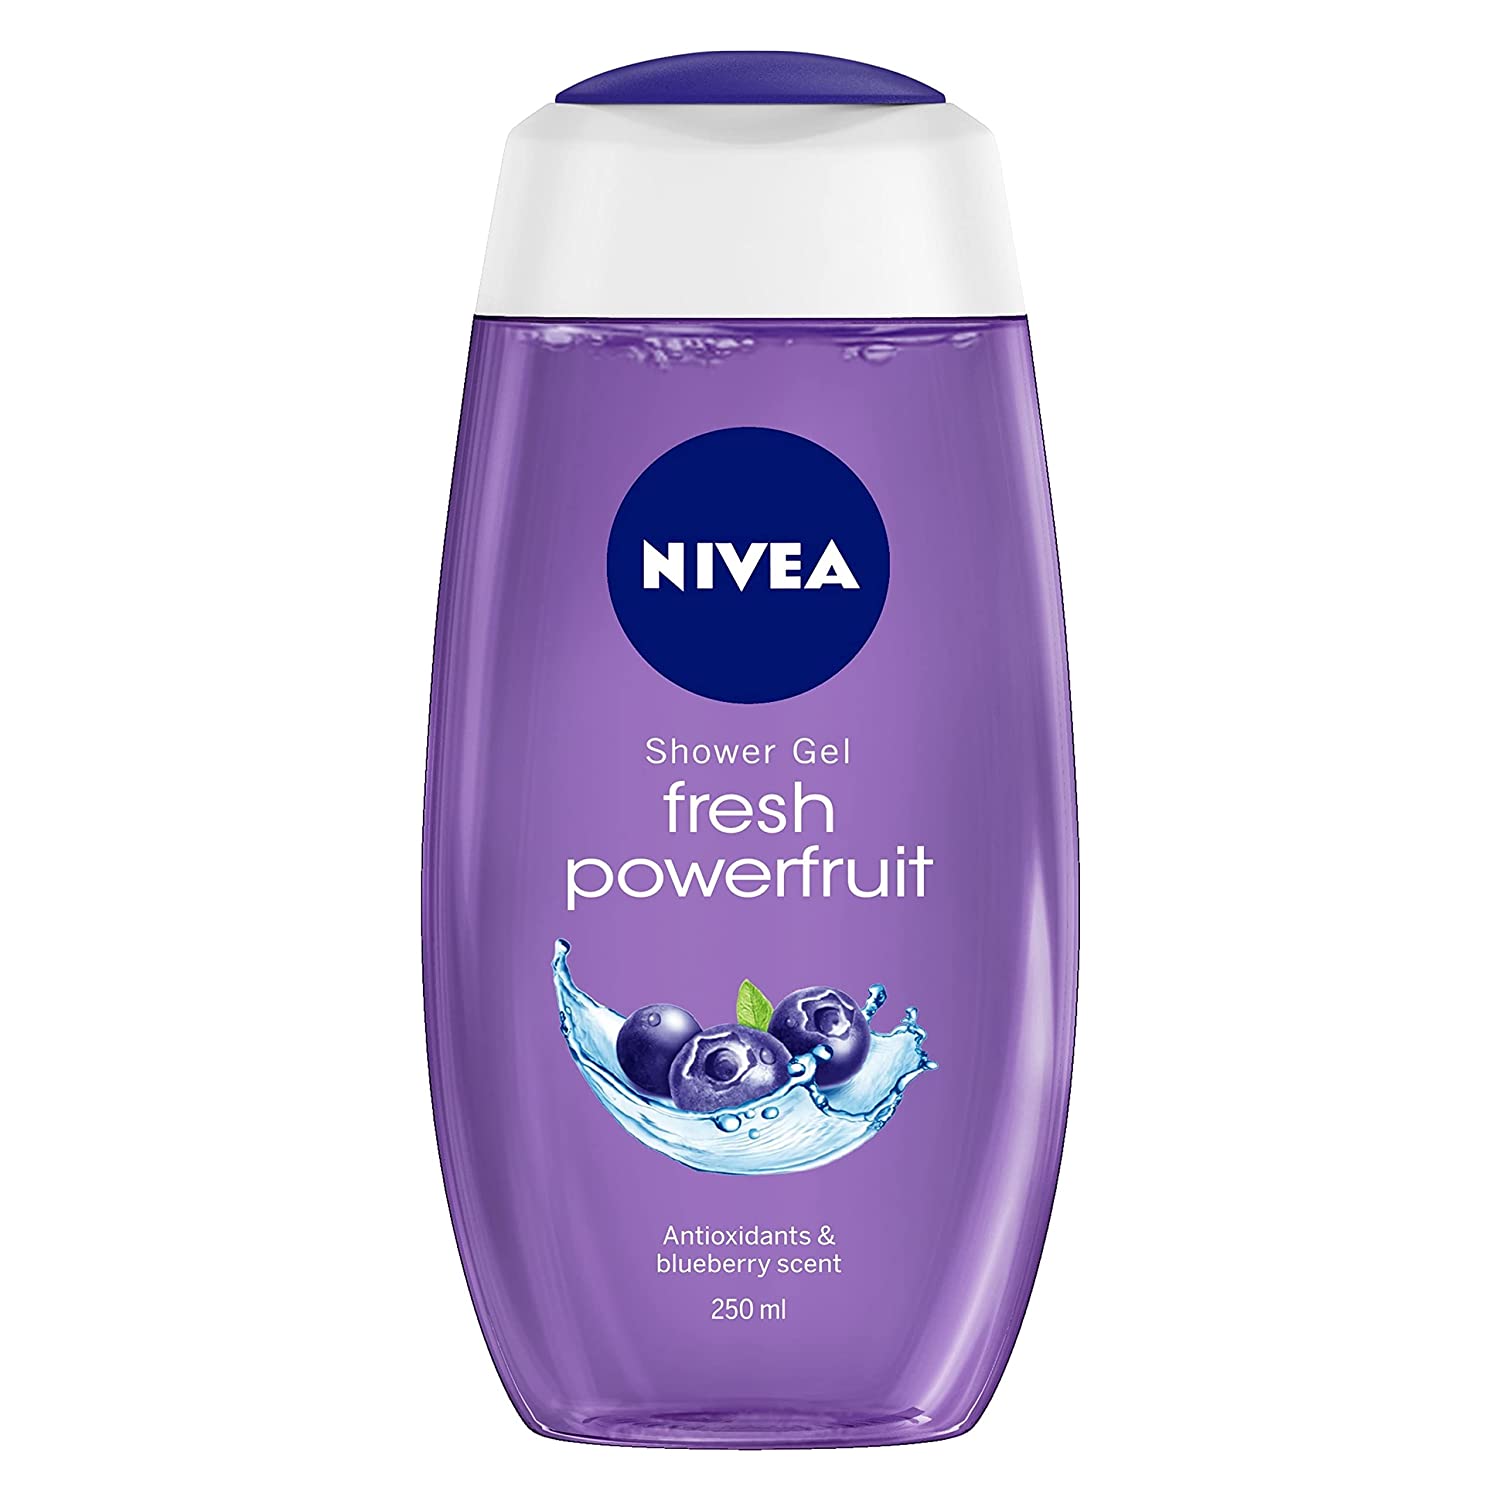 NIVEA
Shower Gel
fresh
powerfruit
Antioxidants &
blueberry scent
250 ml